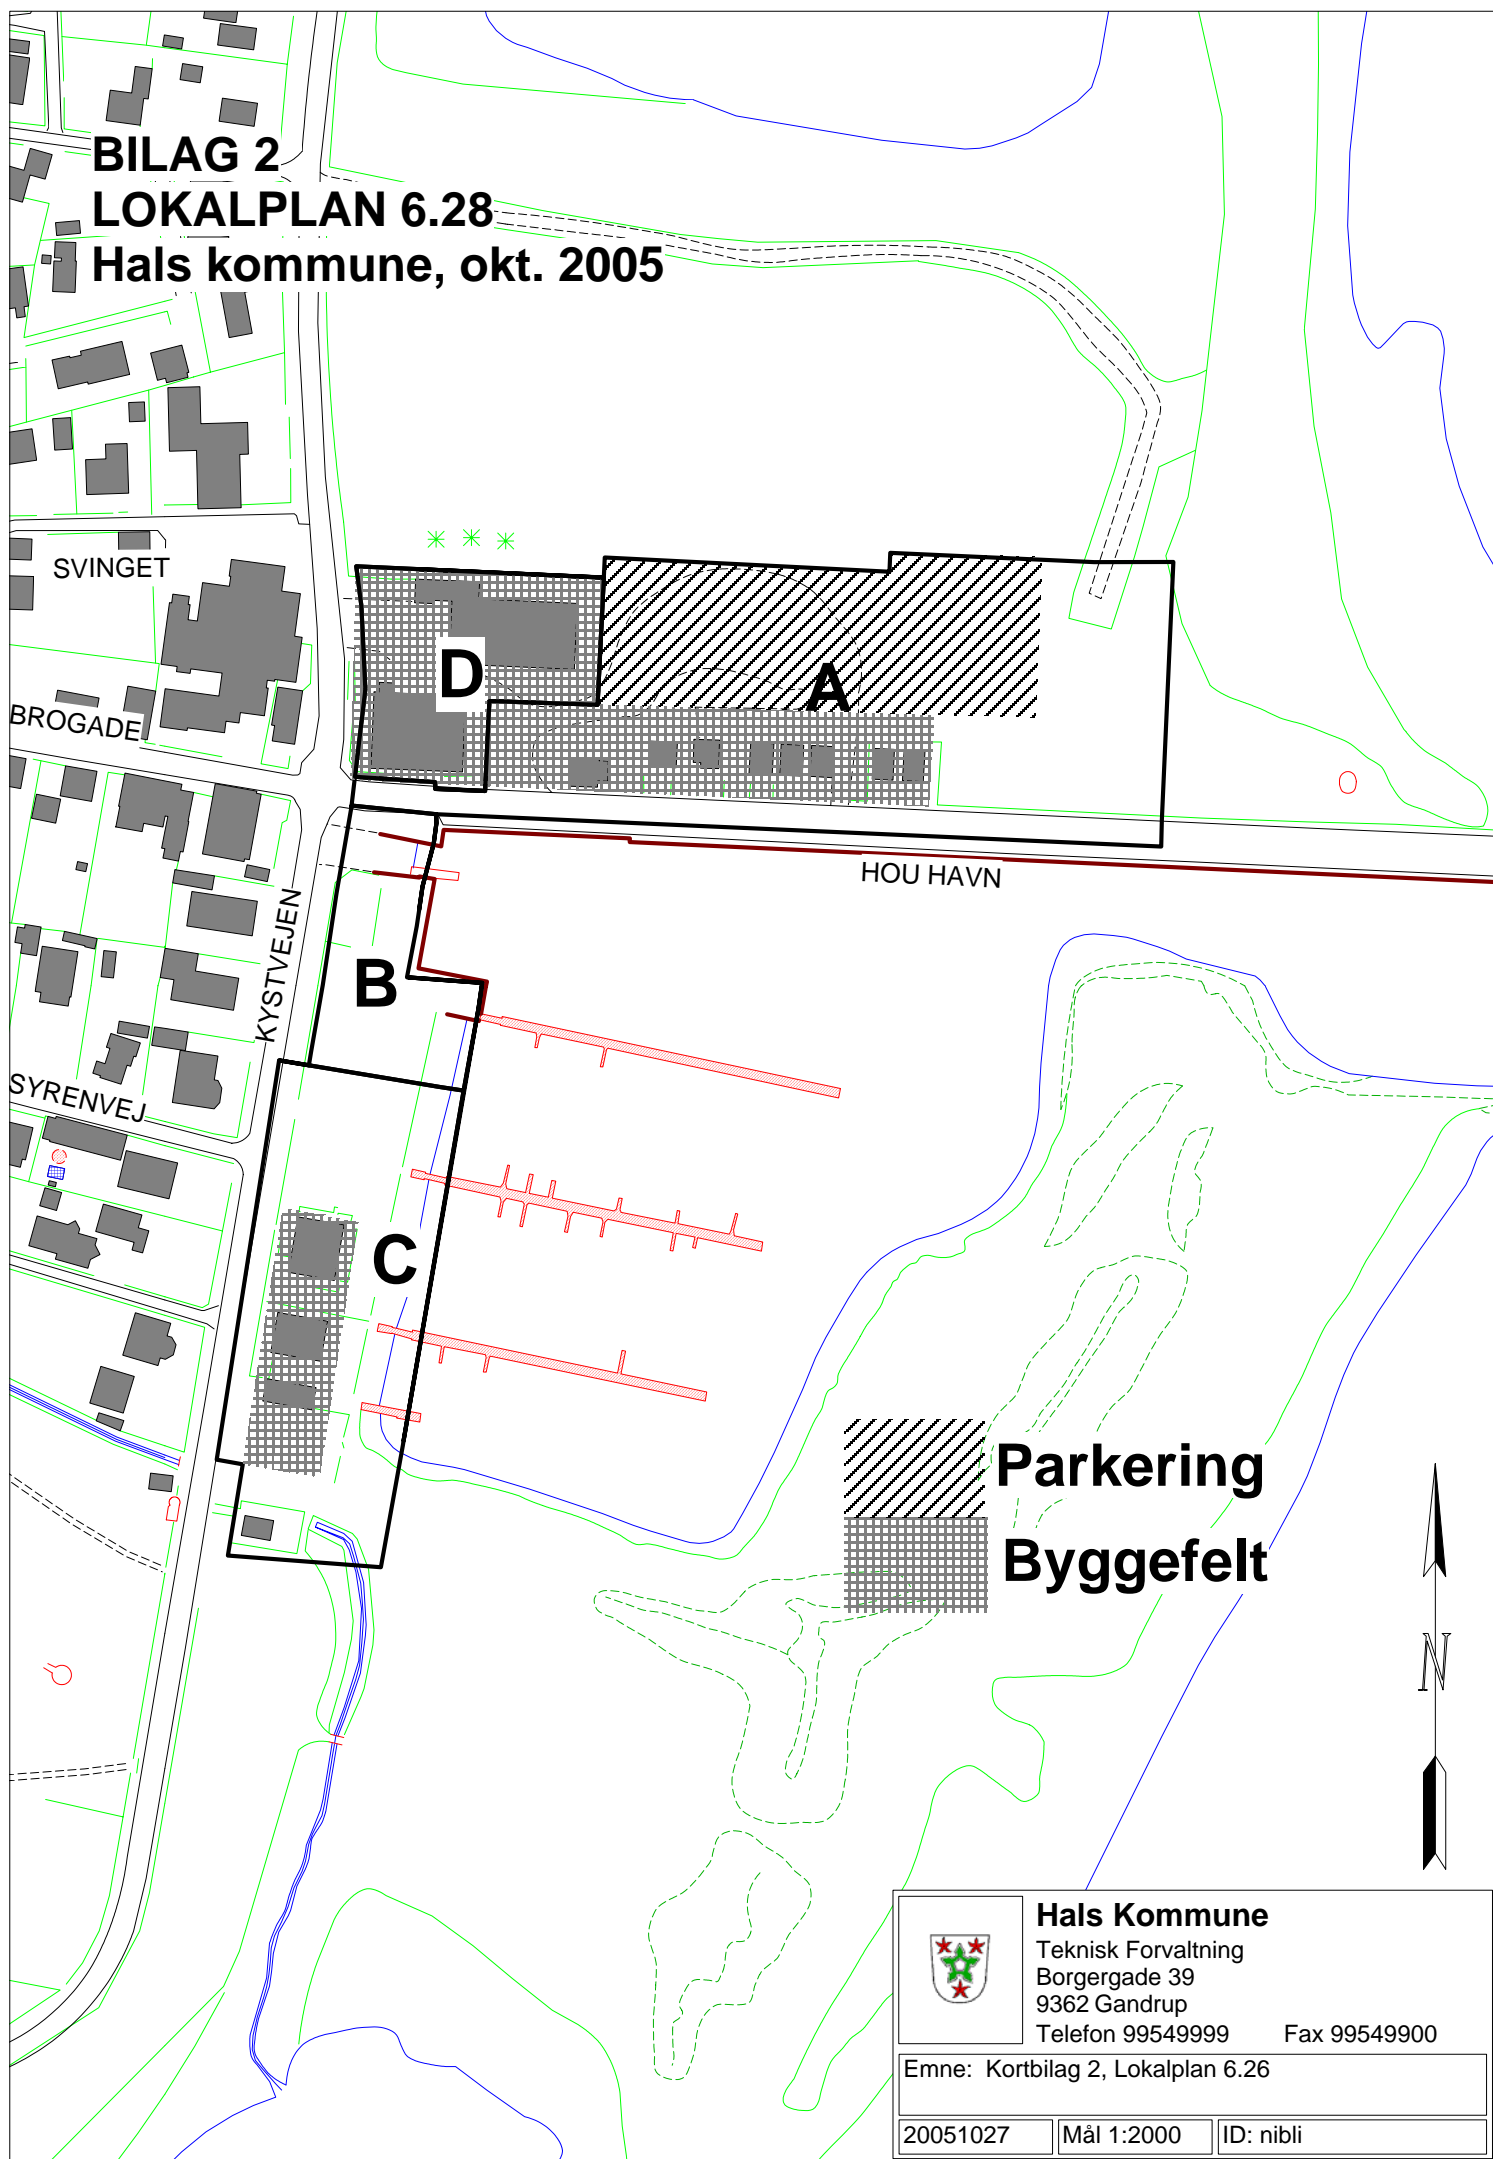 BILAG 2
LOKALPLAN 6.28
Hals kommune, okt. 2005
SVINGET
D
A
BROGADE
HOU HAVN
KYSTVEJEN
B
SYRENVEJ
C
Parkering
Byggefelt
N
Hals Kommune
Teknisk Forvaltning
Borgergade 39
9362 Gandrup
Telefon 99549999 Fax 99549900
Emne: Kortbilag 2, Lokalplan 6.26
20051027 Mål 1:2000 ID: nibli